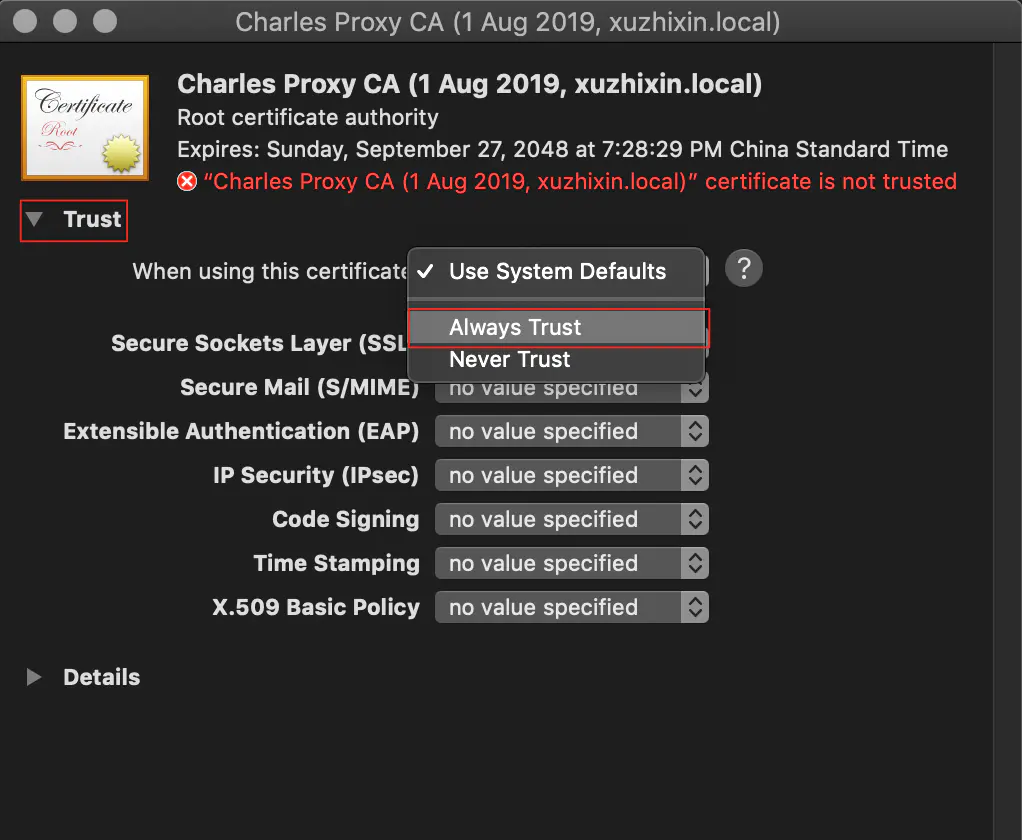 Charles Proxy CA (1 Aug 2019, xuzhixin.local)
Certificate
Root
Charles Proxy CA (1 Aug 2019, xuzhixin.local)
Root certificate authority
Expires: Sunday, September 27, 2048 at 7:28:29 PM China Standard Time
“Charles Proxy CA (1 Aug 2019, xuzhixin.local)” certificate is not trusted
Trust
When using this certificate ✓ Use System Defaults ?
Always Trust
Secure Sockets Layer (SSL
Never Trust
Secure Mail (S/MIME) no value specified
Extensible Authentication (EAP) no value specified
IP Security (IPsec) no value specified
Code Signing no value specified
Time Stamping no value specified
X.509 Basic Policy no value specified
Details